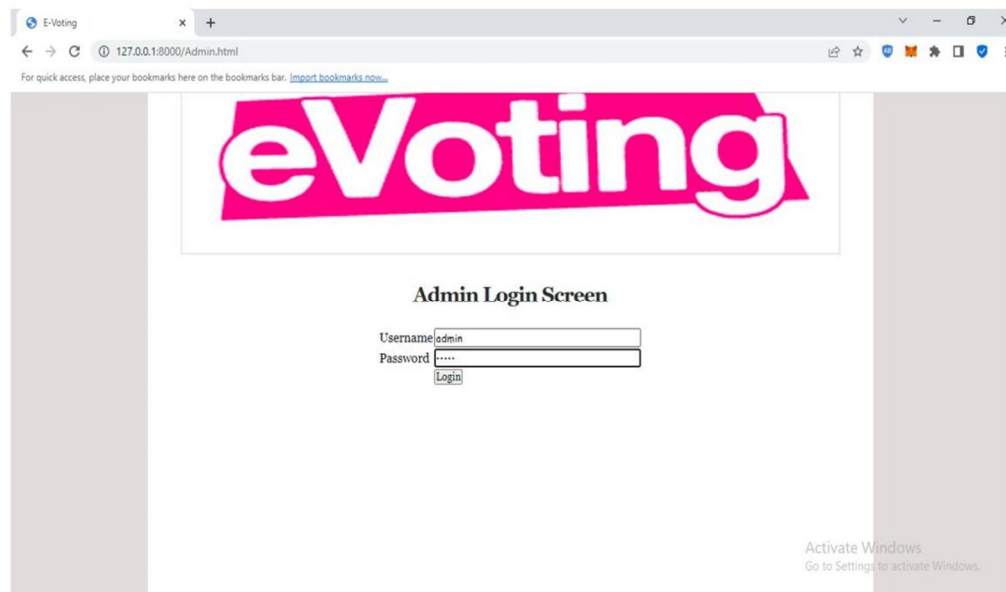 E-Voting
127.0.0.1:8000/Admin.html
For quick access, place your bookmarks here on the bookmarks bar. Import bookmarks now...
eVoting
Admin Login Screen
Username admin
Password .....
Login
Activate Windows
Go to Settings to activate Windows.